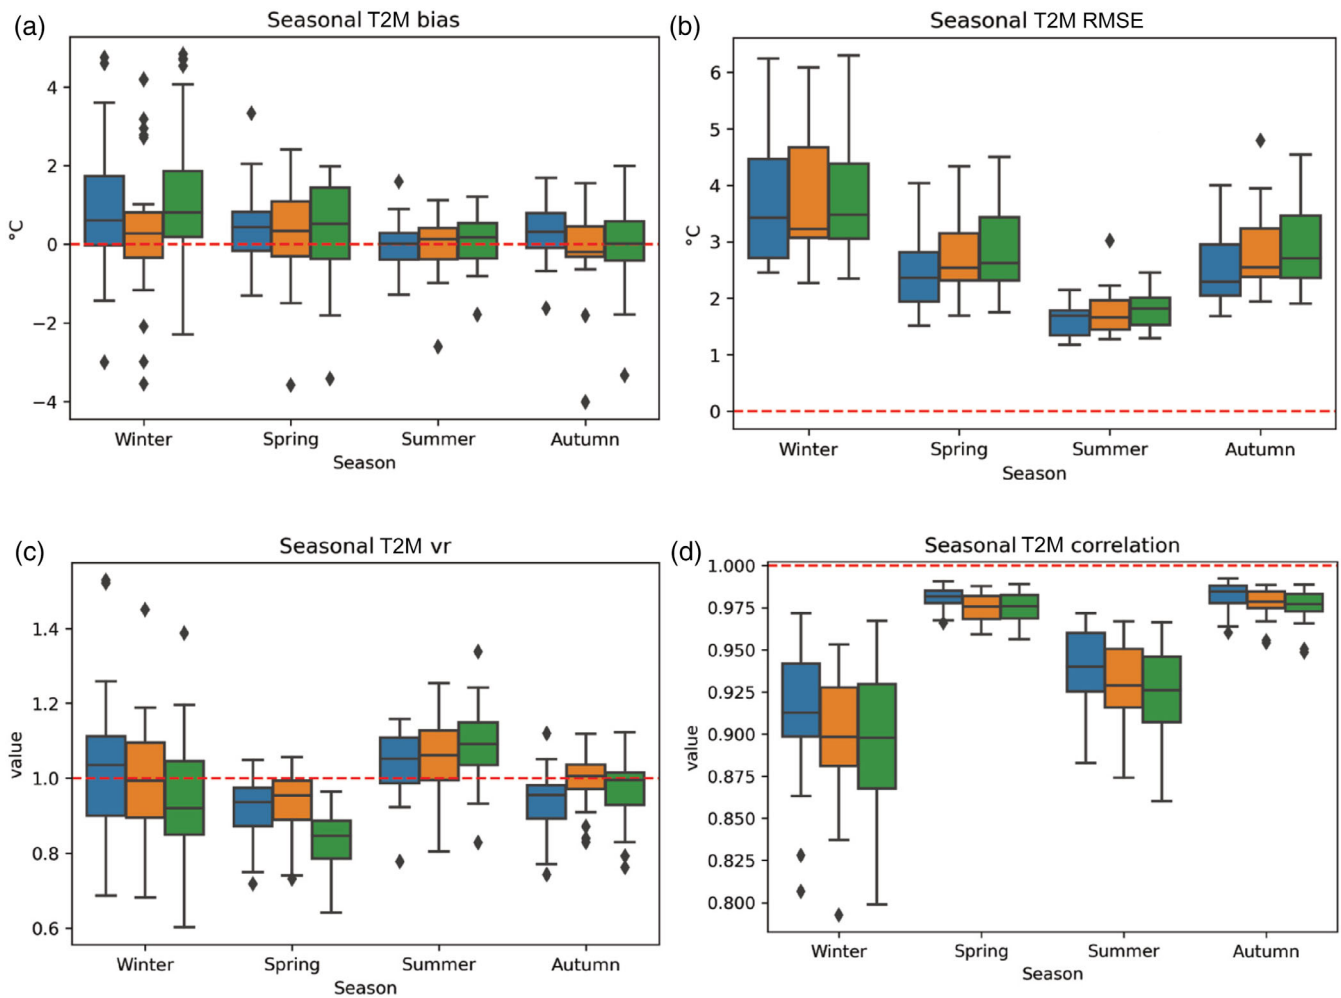 (a)
Seasonal T2M bias
4
2
0
−2
−4
°C
Winter Spring Summer Autumn
Season
(b)
Seasonal T2M RMSE
6
5
4
3
2
1
0
°C
Winter Spring Summer Autumn
Season
(c)
Seasonal T2M vr
1.4
1.2
1.0
0.8
0.6
value
Winter Spring Summer Autumn
Season
(d)
Seasonal T2M correlation
1.000
0.975
0.950
0.925
0.900
0.875
0.850
0.825
0.800
value
Winter Spring Summer Autumn
Season